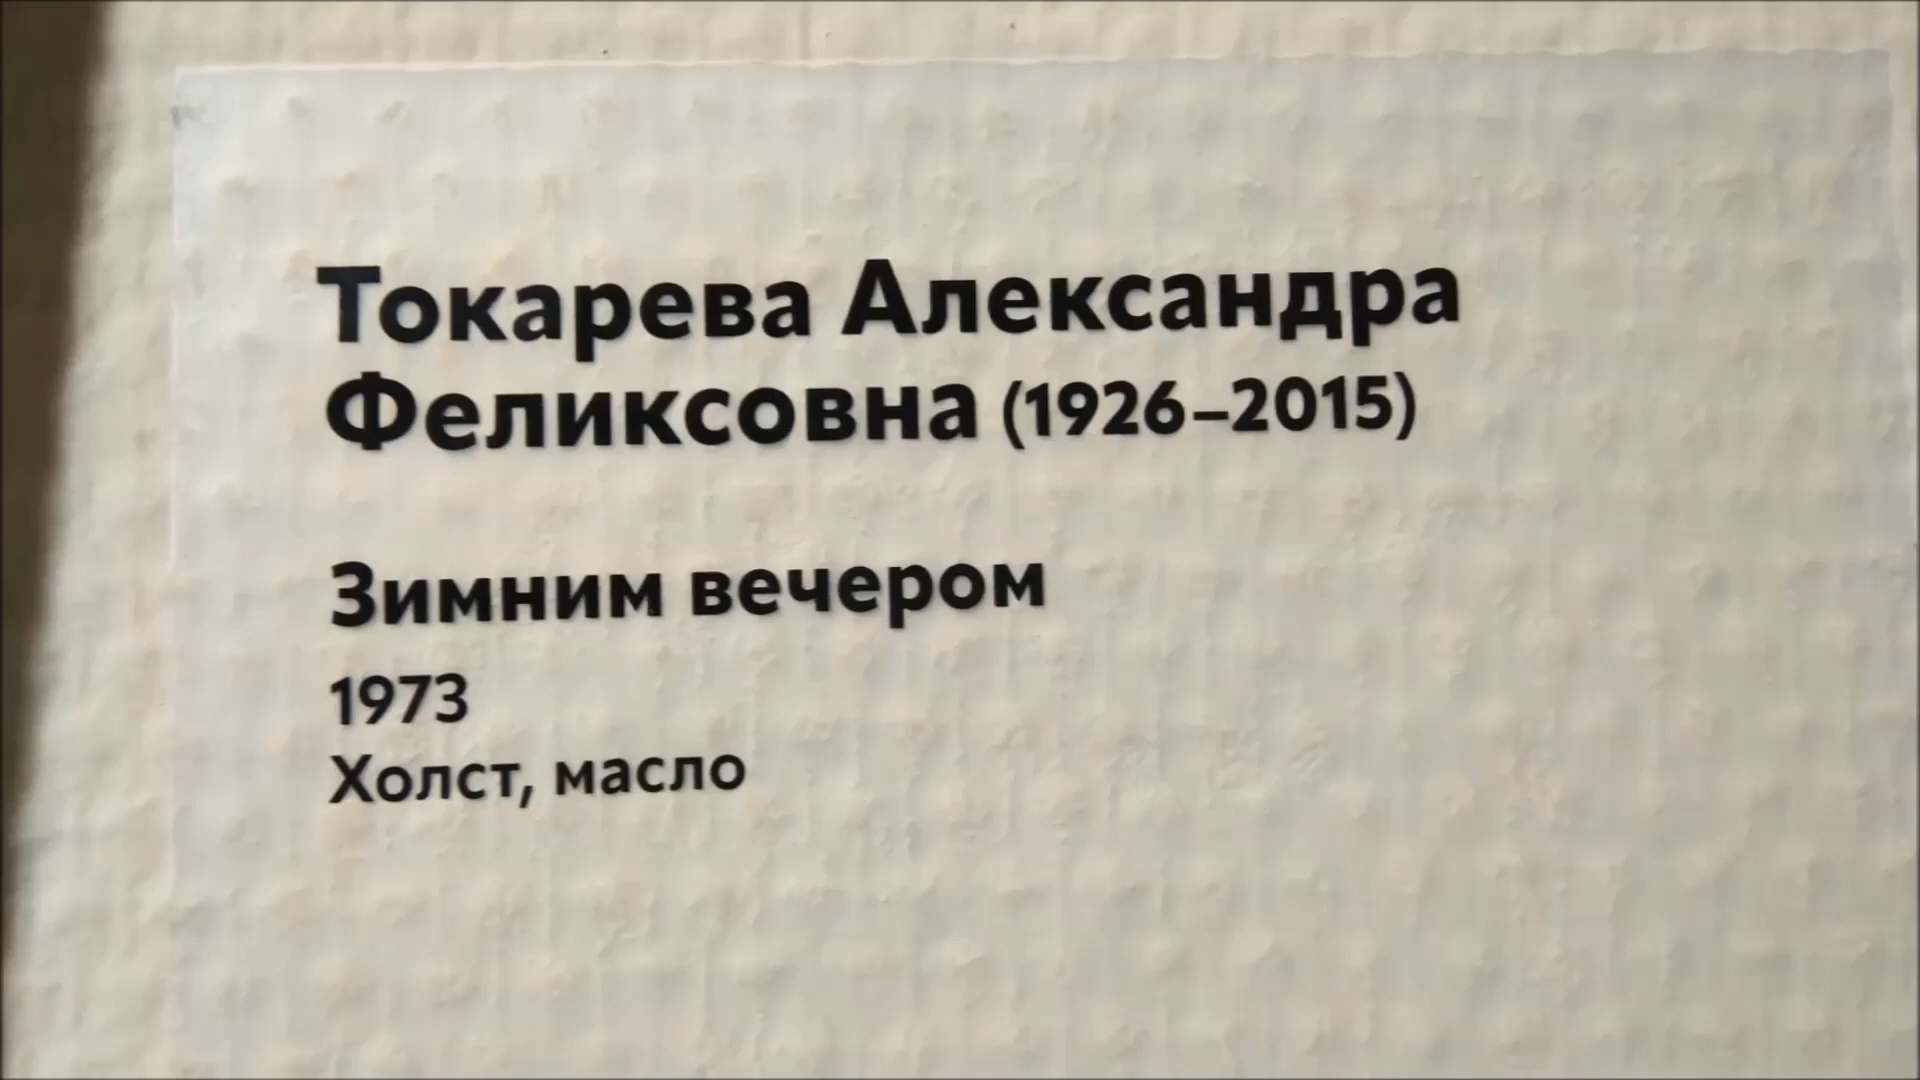 Токарева Александра
Феликсовна (1926–2015)
Зимним вечером
1973
Холст, масло